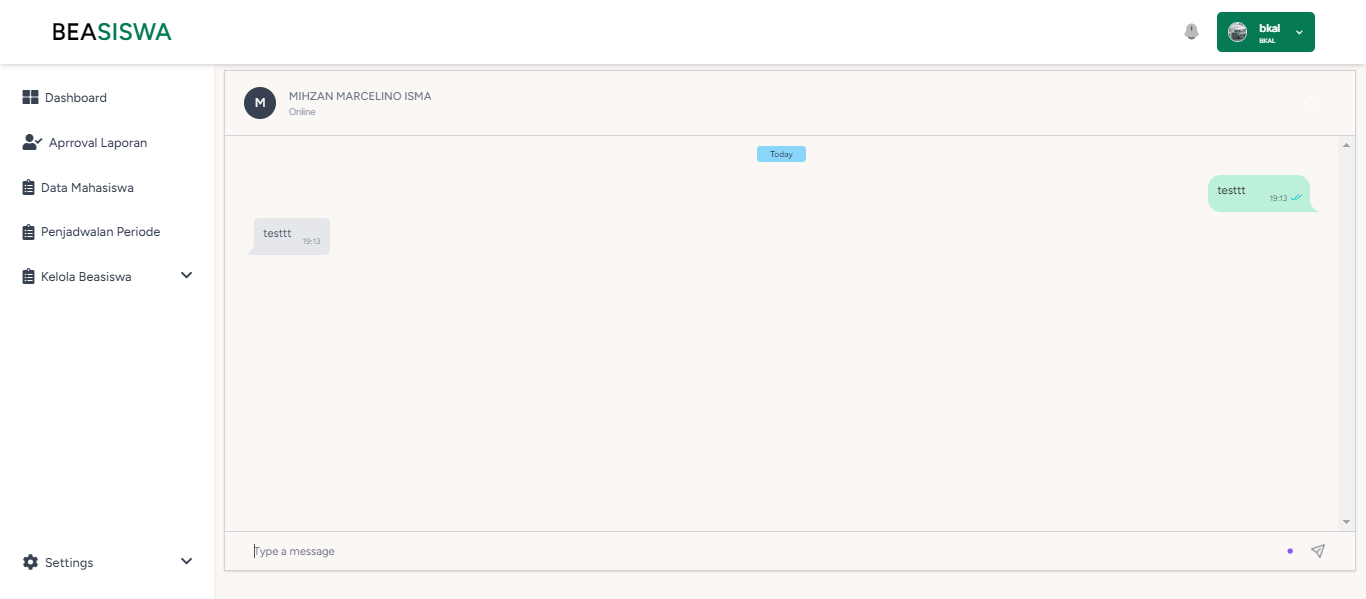 BEASISWA
bkal
BKAL
Dashboard
Aprroval Laporan
Data Mahasiswa
Penjadwalan Periode
Kelola Beasiswa
Settings
M
MIHZAN MARCELINO ISMA
Online
Today
testtt
19:13
testtt
19:13
Type a message